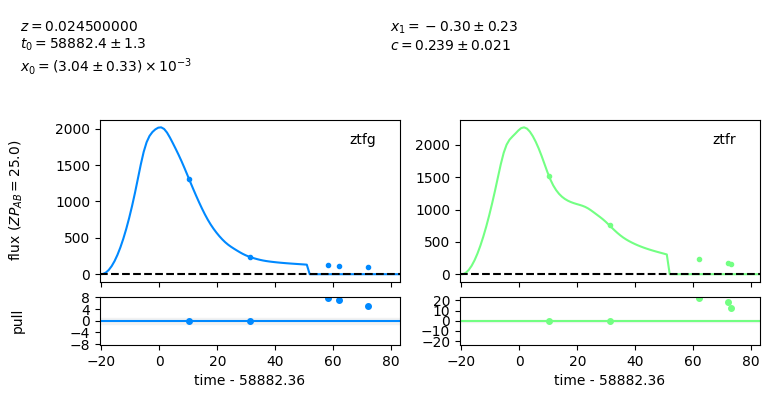 z = 0.024500000
t₀ = 58882.4 ± 1.3
x₀ = (3.04 ± 0.33) × 10⁻³
x₁ = −0.30 ± 0.23
c = 0.239 ± 0.021
flux (ZP_{AB} = 25.0)
2000
1500
1000
500
0
ztfg
2000
1500
1000
500
0
ztfr
pull
8
4
0
−4
−8
−20 0 20 40 60 80
time - 58882.36
20
10
0
−10
−20
−20 0 20 40 60 80
time - 58882.36